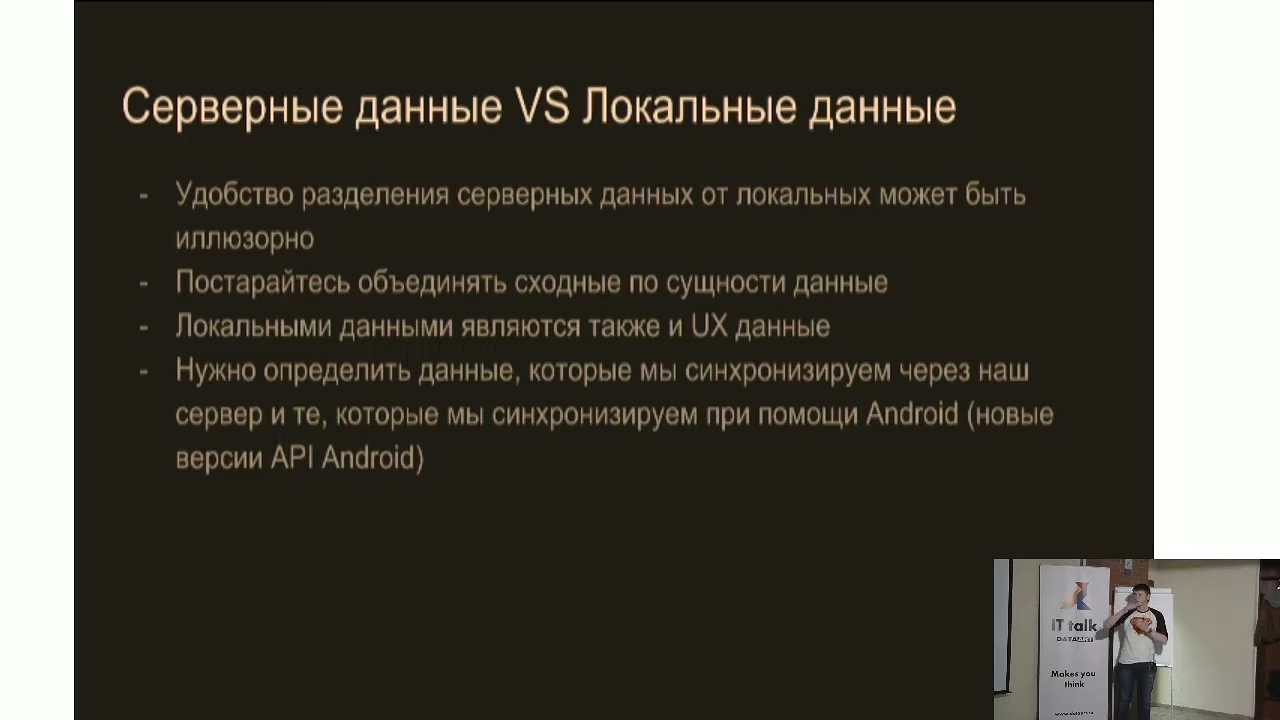 Серверные данные VS Локальные данные
- Удобство разделения серверных данных от локальных может быть
иллюзорно
- Постарайтесь объединять сходные по сущности данные
- Локальными данными являются также и UX данные
- Нужно определить данные, которые мы синхронизируем через наш
сервер и те, которые мы синхронизируем при помощи Android (новые
версии API Android)
IT talk
DATAART
Makes you
think